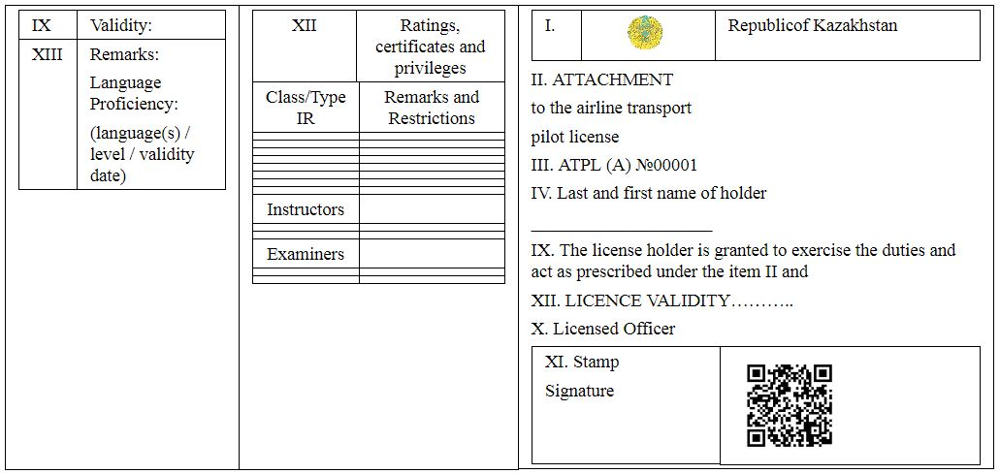 IX Validity:
XIII Remarks:
Language
Proficiency:
(language(s) /
level / validity
date)
XII Ratings,
certificates and
privileges
Class/Type
IR
Remarks and
Restrictions
Instructors
Examiners
I. Republicof Kazakhstan
II. ATTACHMENT
to the airline transport
pilot license
III. ATPL (A) №00001
IV. Last and first name of holder
____________________
IX. The license holder is granted to exercise the duties and
act as prescribed under the item II and
XII. LICENCE VALIDITY………..
X. Licensed Officer
XI. Stamp
Signature